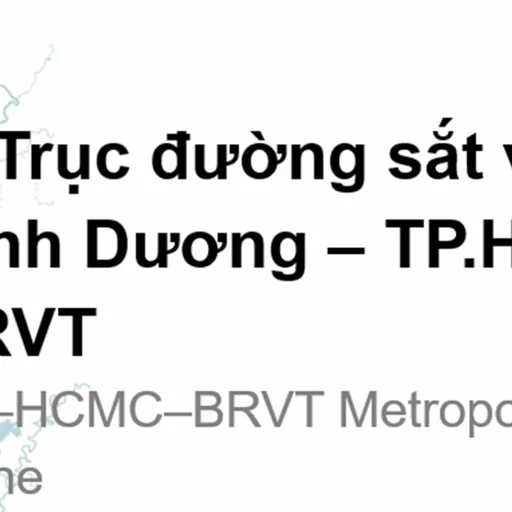 Trục đường sắt v
nh Dương – TP.H
RVT
–HCMC–BRVT Metropo
ne